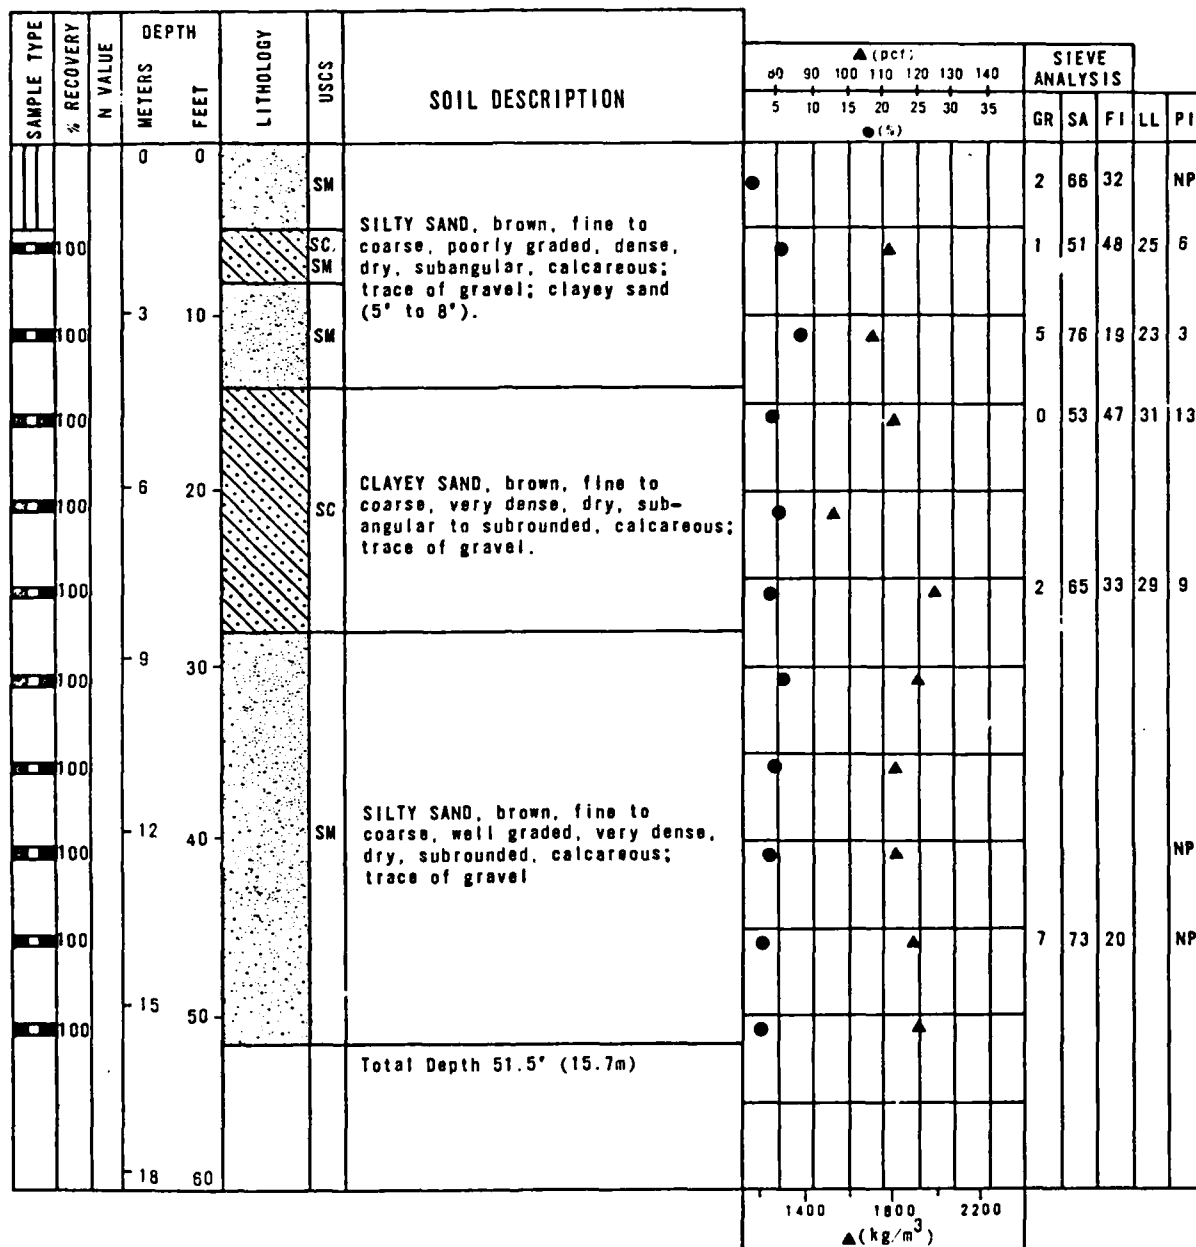 SAMPLE TYPE
% RECOVERY
N VALUE
DEPTH
METERS
FEET
LITHOLOGY
USCS
SOIL DESCRIPTION
▲ (pcf)
80 90 100 110 120 130 140
5 10 15 20 25 30 35
● (%)
SIEVE
ANALYSIS
GR SA FI LL PI
0 0
SM
2 66 32 NP
SILTY SAND, brown, fine to
coarse, poorly graded, dense,
dry, subangular, calcareous;
trace of gravel; clayey sand
(5' to 8').
100
SC,
SM
1 51 48 25 6
3 10
100
SM
5 76 19 23 3
100
0 53 47 31 13
6 20
CLAYEY SAND, brown, fine to
coarse, very dense, dry, sub-
angular to subrounded, calcareous;
trace of gravel.
100
SC
100
2 65 33 29 9
9 30
100
100
SILTY SAND, brown, fine to
coarse, well graded, very dense,
dry, subrounded, calcareous;
trace of gravel
12 40
SM
100
NP
100
7 73 20 NP
15 50
100
Total Depth 51.5' (15.7m)
18 60
1400 1800 2200
▲ (kg/m³)